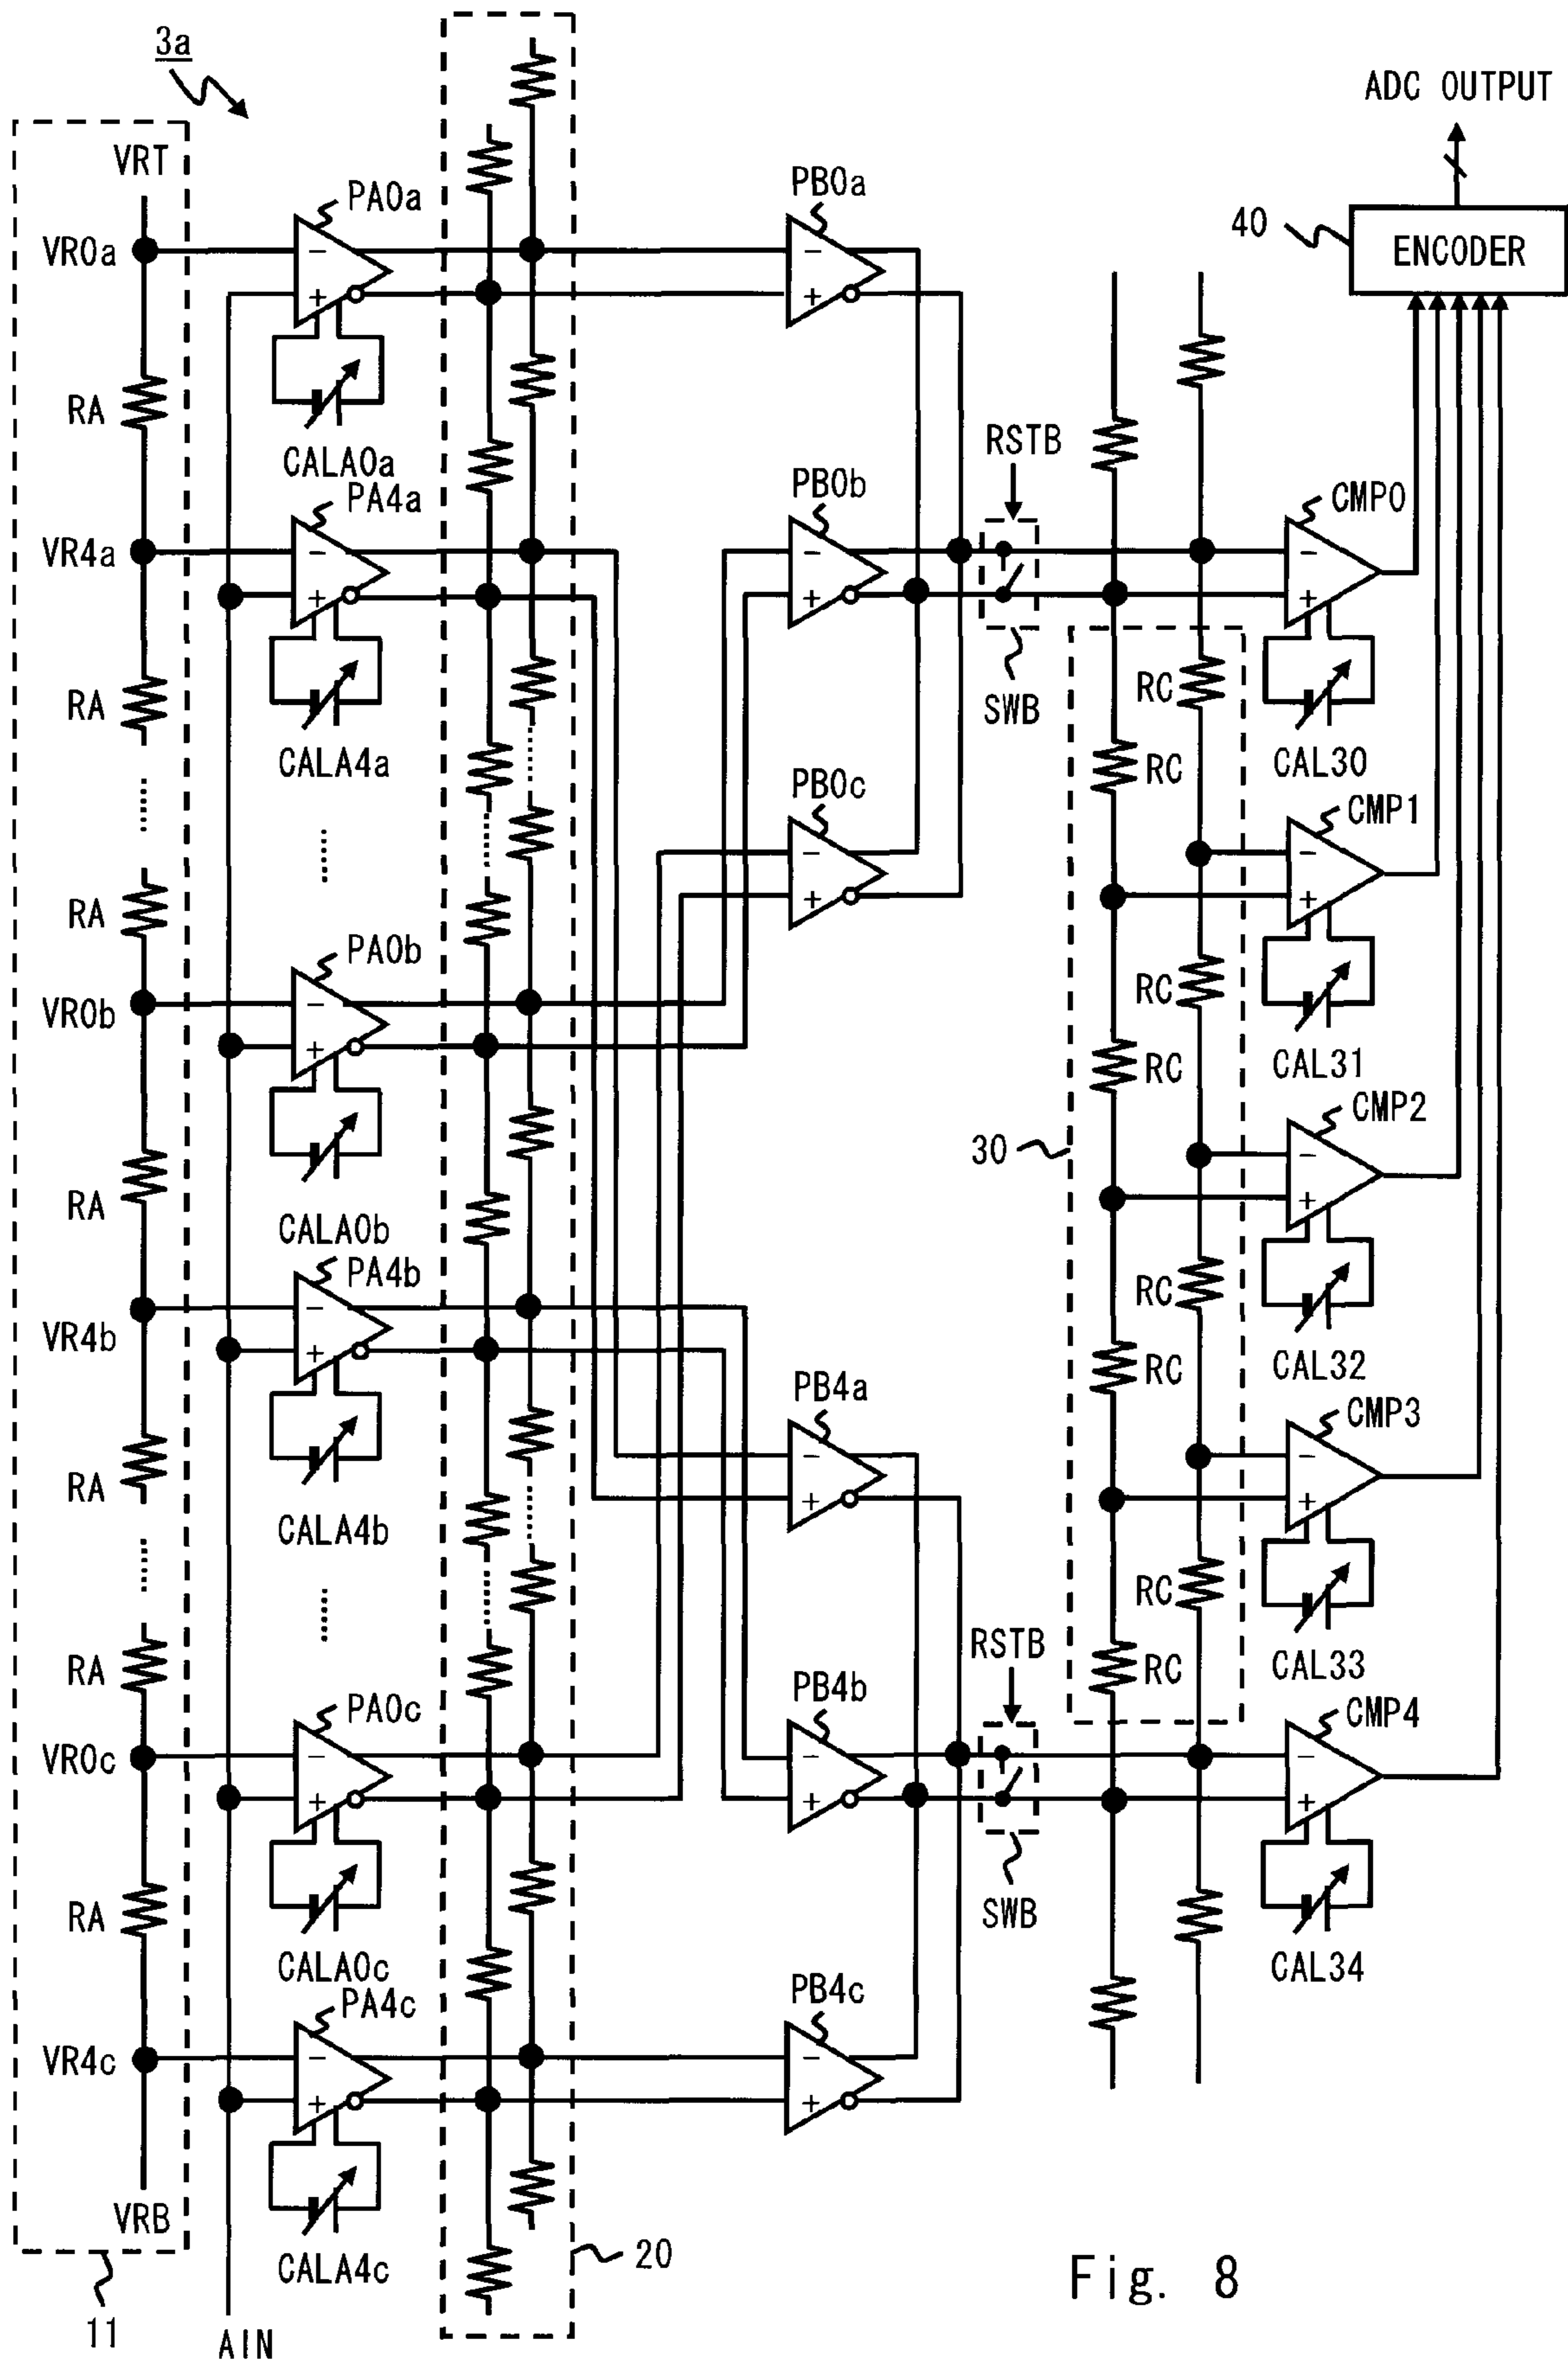 3a
ADC OUTPUT
VRT
PA0a
PB0a
40
ENCODER
VR0a
- +
- +
RA
CALA0a
RSTB
PA4a
PB0b
CMP0
VR4a
- +
- +
- +
RA
SWB
RC
CALA4a
RC
CAL30
PB0c
CMP1
- +
- +
RA
PA0b
RC
VR0b
- +
RC
CAL31
CMP2
30
- +
RA
CALA0b
PA4b
RC
VR4b
- +
RC
CAL32
PB4a
CMP3
- +
- +
RA
CALA4b
RC
RSTB
RA
RC
CAL33
PA0c
PB4b
CMP4
VR0c
- +
- +
- +
RA
SWB
CALA0c
CAL34
PA4c
PB4c
VR4c
- +
- +
VRB
CALA4c
20
11
AIN
Fig. 8